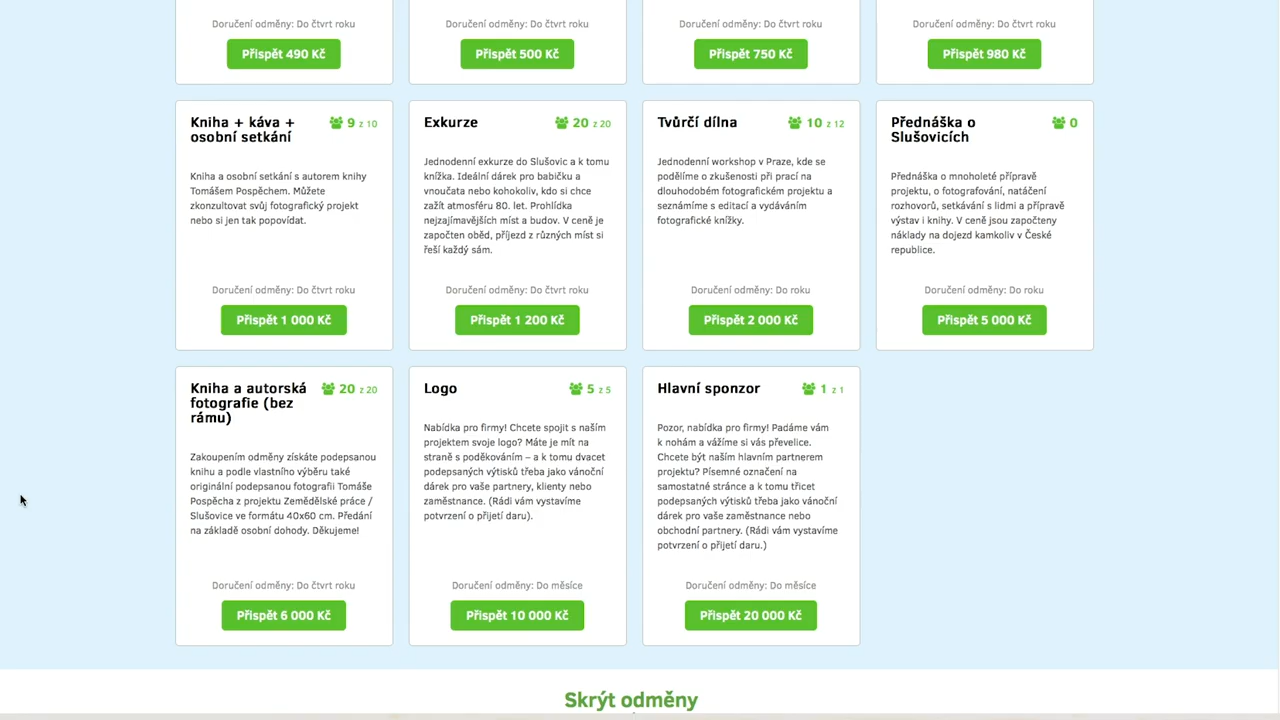 Doručení odměny: Do čtvrt roku
Přispět 490 Kč
Doručení odměny: Do čtvrt roku
Přispět 500 Kč
Doručení odměny: Do čtvrt roku
Přispět 750 Kč
Doručení odměny: Do čtvrt roku
Přispět 980 Kč
Kniha + káva +
osobní setkání
9 z 10
Kniha a osobní setkání s autorem knihy
Tomášem Pospěchem. Můžete
zkonzultovat svůj fotografický projekt
nebo si jen tak popovídat.
Doručení odměny: Do čtvrt roku
Přispět 1 000 Kč
Exkurze
20 z 20
Jednodenní exkurze do Slušovic a k tomu
knížka. Ideální dárek pro babičku a
vnoučata nebo kohokoliv, kdo si chce
zažít atmosféru 80. let. Prohlídka
nejzajímavějších míst a budov. V ceně je
započten oběd, příjezd z různých míst si
řeší každý sám.
Doručení odměny: Do čtvrt roku
Přispět 1 200 Kč
Tvůrčí dílna
10 z 12
Jednodenní workshop v Praze, kde se
podělíme o zkušenosti při prací na
dlouhodobém fotografickém projektu a
seznámíme s editací a vydáváním
fotografické knížky.
Doručení odměny: Do roku
Přispět 2 000 Kč
Přednáška o
Slušovicích
0
Přednáška o mnoholeté přípravě
projektu, o fotografování, natáčení
rozhovorů, setkávání s lidmi a přípravě
výstav i knihy. V ceně jsou započteny
náklady na dojezd kamkoliv v České
republice.
Doručení odměny: Do roku
Přispět 5 000 Kč
Kniha a autorská
fotografie (bez
rámu)
20 z 20
Zakoupením odměny získáte podepsanou
knihu a podle vlastního výběru také
originální podepsanou fotografii Tomáše
Pospěcha z projektu Zemědělské práce /
Slušovice ve formátu 40x60 cm. Předání
na základě osobní dohody. Děkujeme!
Doručení odměny: Do čtvrt roku
Přispět 6 000 Kč
Logo
5 z 5
Nabídka pro firmy! Chcete spojit s naším
projektem svoje logo? Máte je mít na
straně s poděkováním – a k tomu dvacet
podepsaných výtisků třeba jako vánoční
dárek pro vaše partnery, klienty nebo
zaměstnance. (Rádi vám vystavíme
potvrzení o přijetí daru).
Doručení odměny: Do měsíce
Přispět 10 000 Kč
Hlavní sponzor
1 z 1
Pozor, nabídka pro firmy! Padáme vám
k nohám a vážíme si vás převelice.
Chcete být naším hlavním partnerem
projektu? Písemné označení na
samostatné stránce a k tomu třicet
podepsaných výtisků třeba jako vánoční
dárek pro vaše zaměstnance nebo
obchodní partnery. (Rádi vám vystavíme
potvrzení o přijetí daru.)
Doručení odměny: Do měsíce
Přispět 20 000 Kč
Skrýt odměny